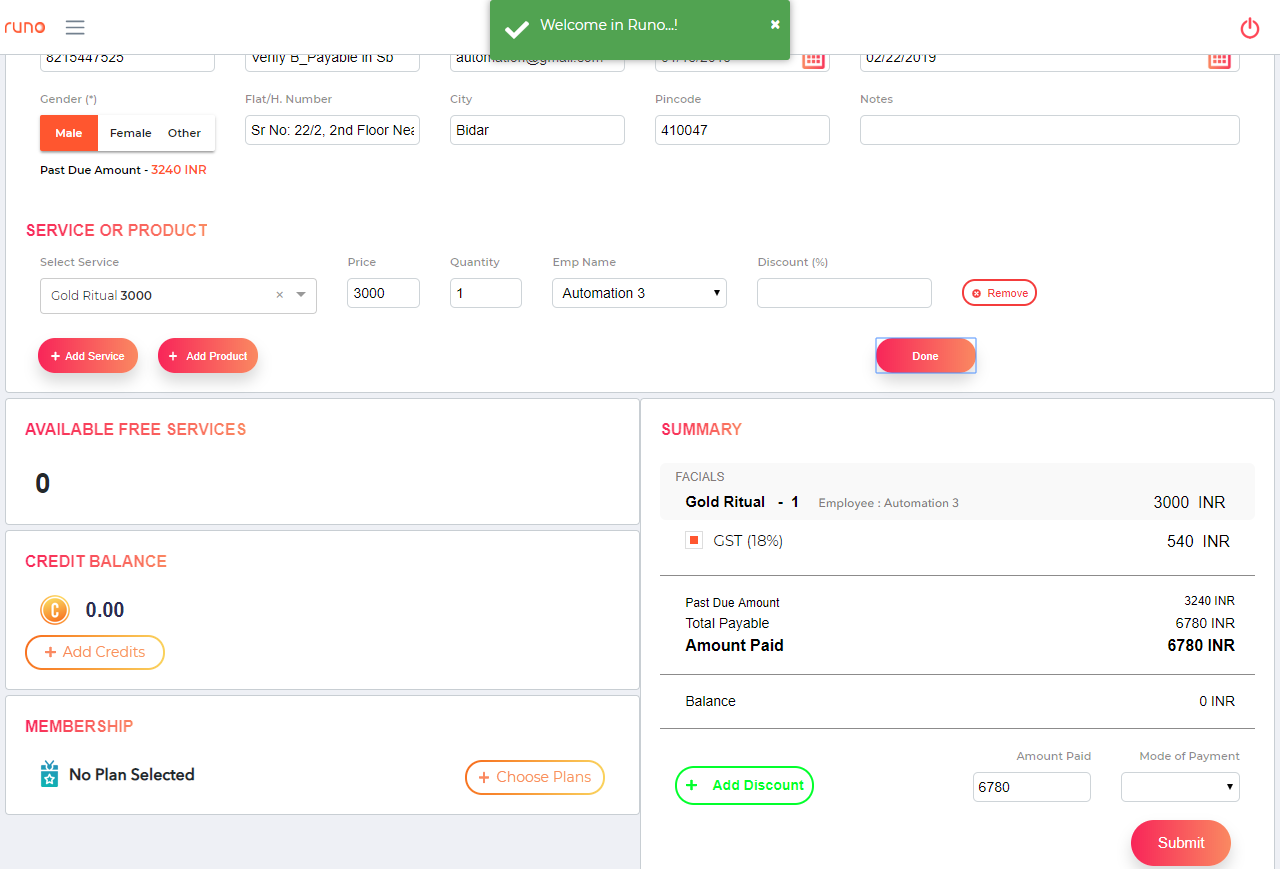 runo
Welcome in Runo...!
8215447525
Verify B_Payable In Sb
automation@gmail.com
02/22/2019
Gender (*)
Flat/H. Number
City
Pincode
Notes
Male Female Other
Sr No: 22/2, 2nd Floor Nea
Bidar
410047
Past Due Amount - 3240 INR
SERVICE OR PRODUCT
Select Service
Price
Quantity
Emp Name
Discount (%)
Gold Ritual 3000
×
3000
1
Automation 3
Remove
+ Add Service
+ Add Product
Done
AVAILABLE FREE SERVICES
0
CREDIT BALANCE
C 0.00
+ Add Credits
MEMBERSHIP
No Plan Selected
+ Choose Plans
SUMMARY
FACIALS
Gold Ritual - 1 Employee : Automation 3 3000 INR
GST (18%) 540 INR
Past Due Amount 3240 INR
Total Payable 6780 INR
Amount Paid 6780 INR
Balance 0 INR
Amount Paid
Mode of Payment
+ Add Discount
6780
Submit